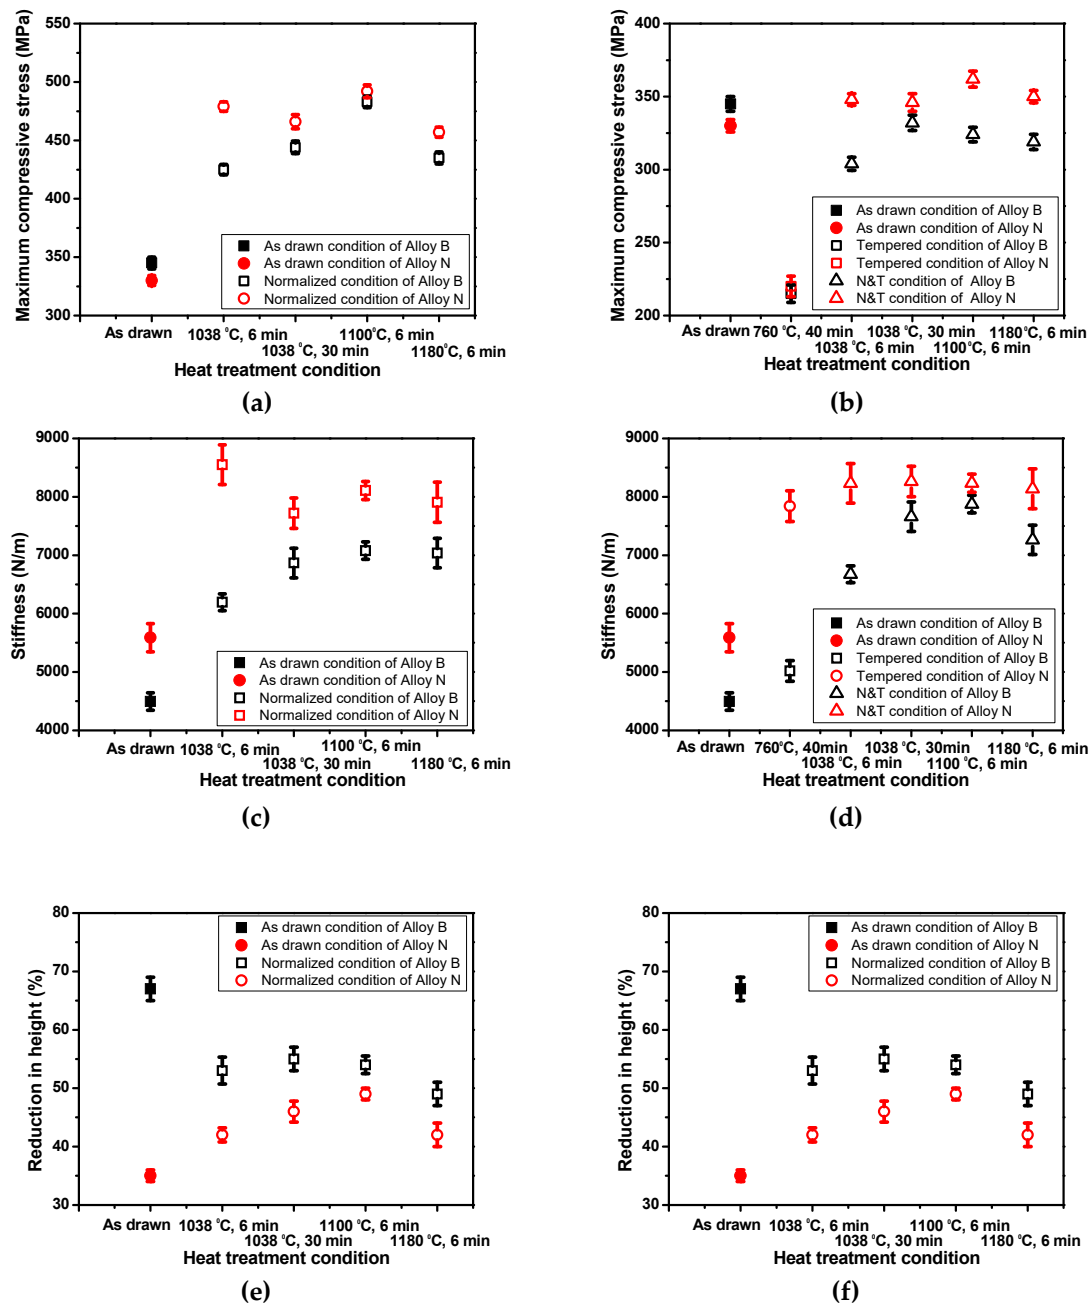 550
500
450
400
350
300
Maximum compressive stress (MPa)
As drawn condition of Alloy B
As drawn condition of Alloy N
Normalized condition of Alloy B
Normalized condition of Alloy N
As drawn
1038 °C, 6 min
1038 °C, 30 min
1100°C, 6 min
1180°C, 6 min
Heat treatment condition
(a)
400
350
300
250
200
Maximum compressive stress (MPa)
As drawn condition of Alloy B
As drawn condition of Alloy N
Tempered condition of Alloy B
Tempered condition of Alloy N
N&T condition of Alloy B
N&T condition of Alloy N
As drawn
760 °C, 40 min
1038 °C, 6 min
1038 °C, 30 min
1100°C, 6 min
1180°C, 6 min
Heat treatment condition
(b)
9000
8000
7000
6000
5000
4000
Stiffness (N/m)
As drawn condition of Alloy B
As drawn condition of Alloy N
Normalized condition of Alloy B
Normalized condition of Alloy N
As drawn
1038 °C, 6 min
1038 °C, 30 min
1100 °C, 6 min
1180 °C, 6 min
Heat treatment condition
(c)
9000
8000
7000
6000
5000
4000
Stiffness (N/m)
As drawn condition of Alloy B
As drawn condition of Alloy N
Tempered condition of Alloy B
Tempered condition of Alloy N
N&T condition of Alloy B
N&T condition of Alloy N
As drawn
760°C, 40min
1038 °C, 6 min
1038 °C, 30min
1100 °C, 6 min
1180 °C, 6 min
Heat treatment condition
(d)
80
70
60
50
40
30
Reduction in height (%)
As drawn condition of Alloy B
As drawn condition of Alloy N
Normalized condition of Alloy B
Normalized condition of Alloy N
As drawn
1038 °C, 6 min
1038 °C, 30 min
1100 °C, 6 min
1180 °C, 6 min
Heat treatment condition
(e)
80
70
60
50
40
30
Reduction in height (%)
As drawn condition of Alloy B
As drawn condition of Alloy N
Normalized condition of Alloy B
Normalized condition of Alloy N
As drawn
1038 °C, 6 min
1038 °C, 30 min
1100 °C, 6 min
1180 °C, 6 min
Heat treatment condition
(f)